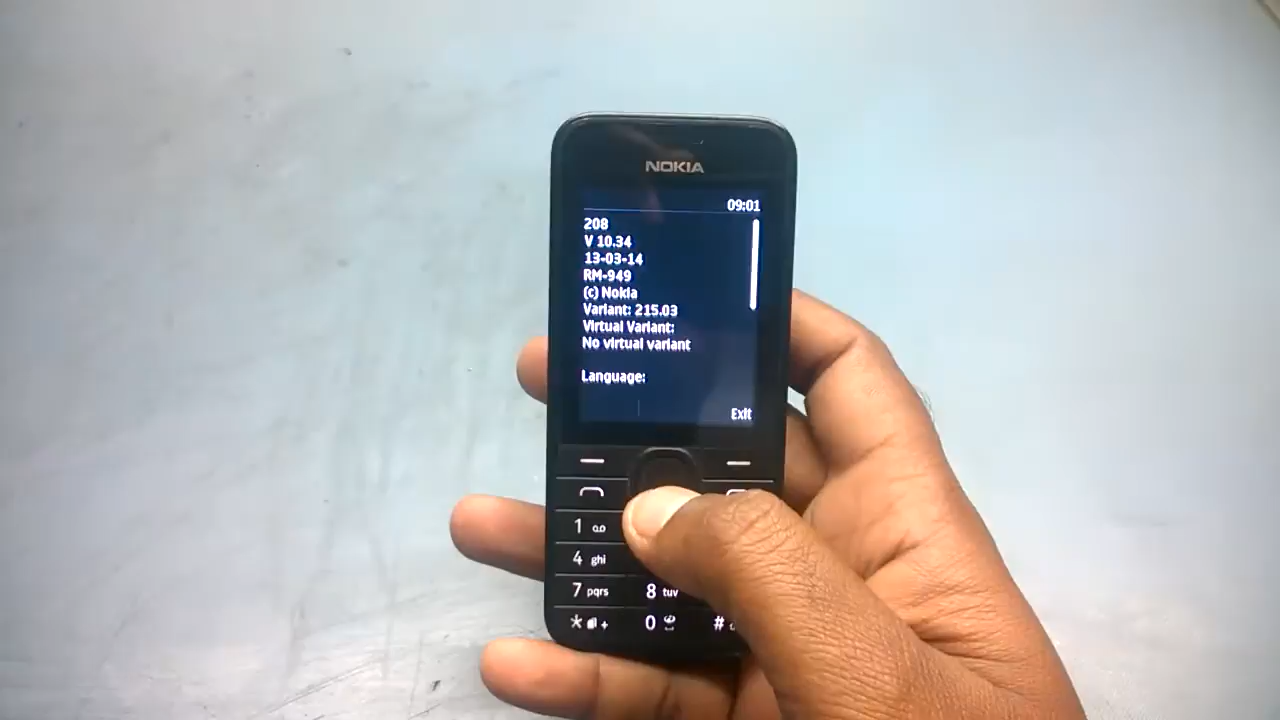 NOKIA
09:01
208
V 10.34
13-03-14
RM-949
(c) Nokia
Variant: 215.03
Virtual Variant:
No virtual variant
Language:
Exit
1
4 ghi
7 pqrs
8 tuv
* +
0
#